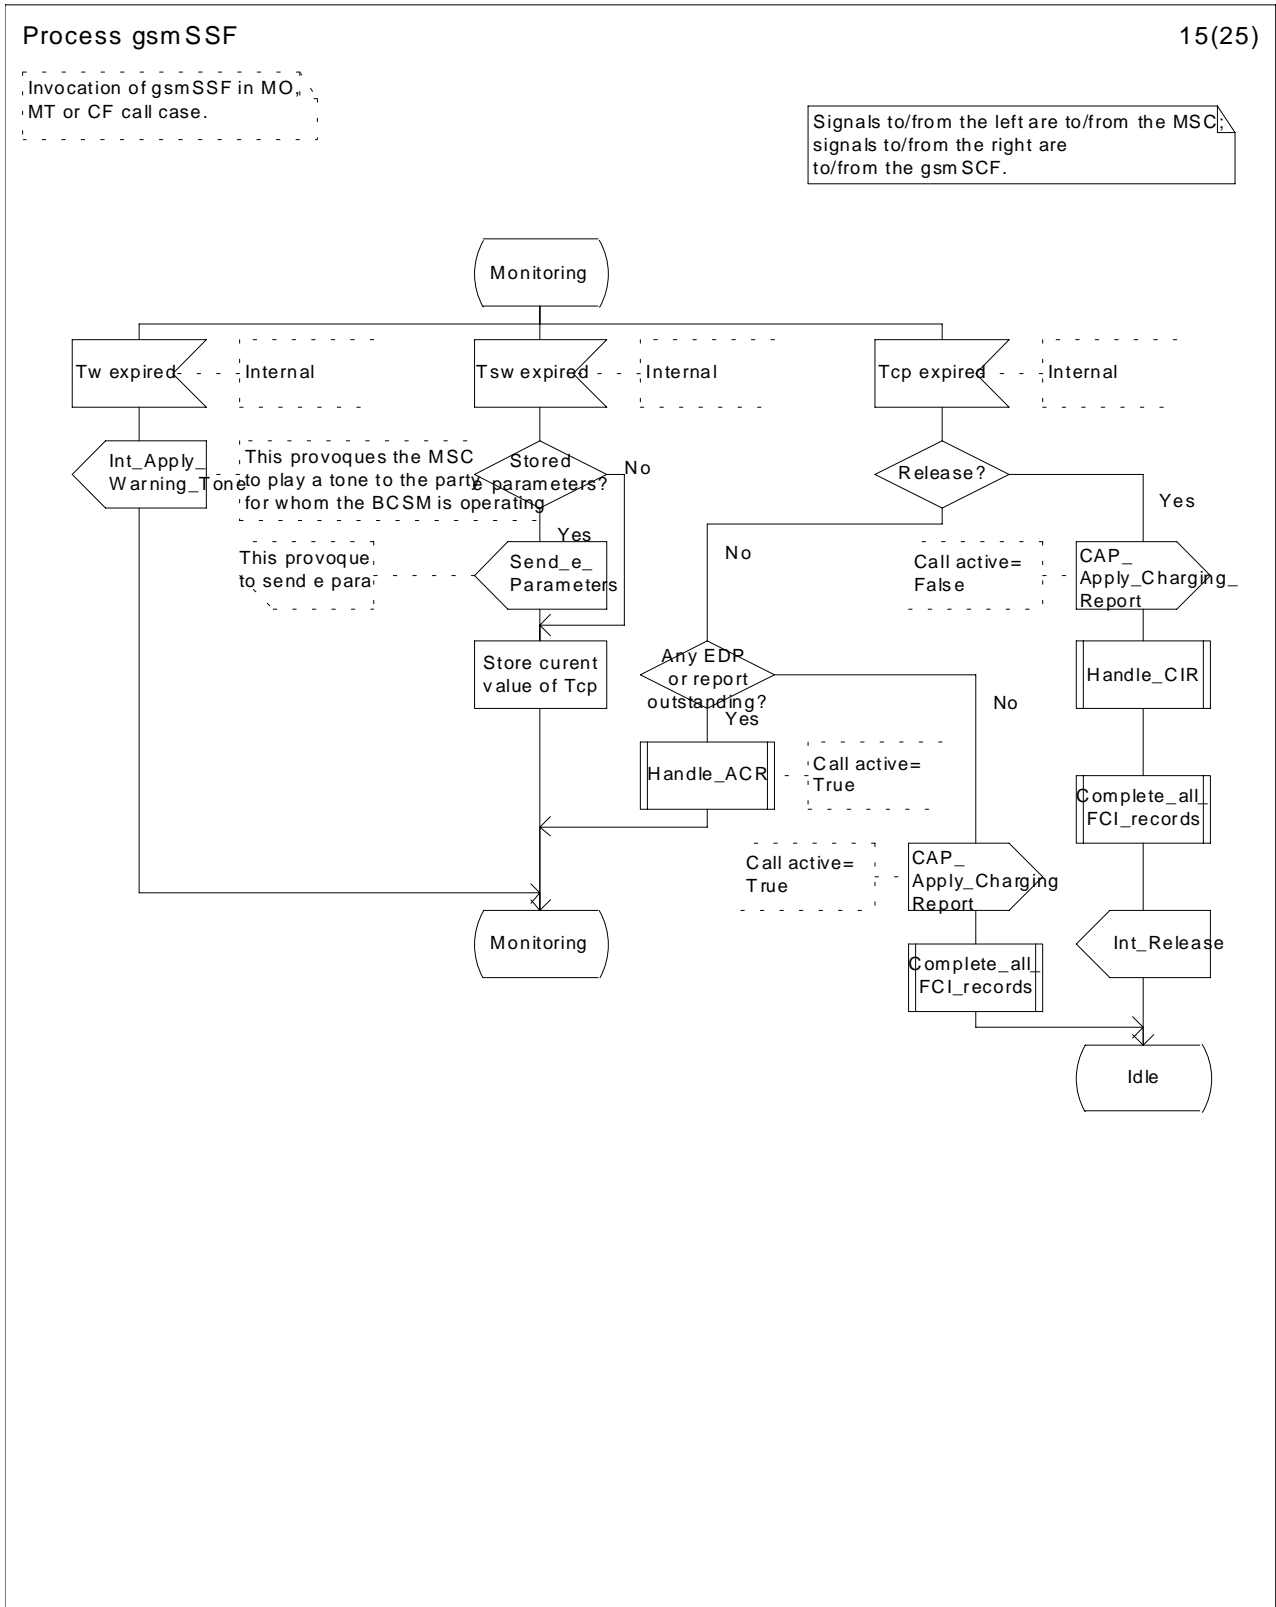 Process gsmSSF
15(25)
Invocation of gsmSSF in MO,
MT or CF call case.
Signals to/from the left are to/from the MSC;
signals to/from the right are
to/from the gsmSCF.
Monitoring
Tw expired
Internal
Tsw expired
Internal
Tcp expired
Internal
Int_Apply_
Warning_Tone
This provoques the MSC
to play a tone to the party
for whom the BCSM is operating
Stored
e parameters?
No
Release?
Yes
Yes
This provoque
to send e para
Send_e_
Parameters
No
Call active=
False
CAP_
Apply_Charging_
Report
Store curent
value of Tcp
Any EDP
or report
outstanding?
Yes
No
Handle_CIR
Handle_ACR
Call active=
True
Complete_all_
FCI_records
Call active=
True
CAP_
Apply_Charging
Report
Monitoring
Int_Release
Complete_all_
FCI_records
Idle